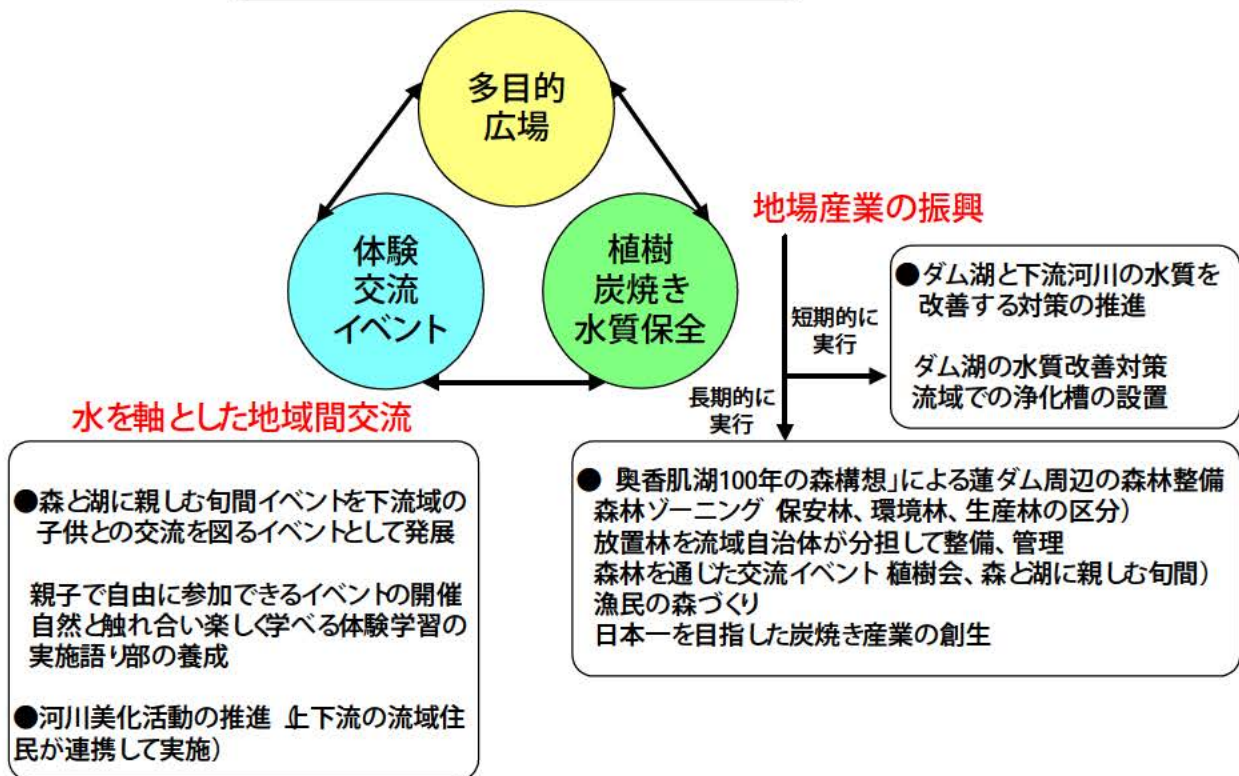 多目的
広場
体験
交流
イベント
植樹
炭焼き
水質保全
地場産業の振興
短期的に
実行
●ダム湖と下流河川の水質を
改善する対策の推進
ダム湖の水質改善対策
流域での浄化槽の設置
長期的に
実行
水を軸とした地域間交流
●森と湖に親しむ旬間イベントを下流域の
子供との交流を図るイベントとして発展
親子で自由に参加できるイベントの開催
自然と触れ合い楽しく学べる体験学習の
実施語り部の養成
●河川美化活動の推進 上下流の流域住
民が連携して実施）
● 奥香肌湖100年の森構想」による蓮ダム周辺の森林整備
森林ゾーニング 保安林、環境林、生産林の区分）
放置林を流域自治体が分担して整備、管理
森林を通じた交流イベント 植樹会、森と湖に親しむ旬間）
漁民の森づくり
日本一を目指した炭焼き産業の創生